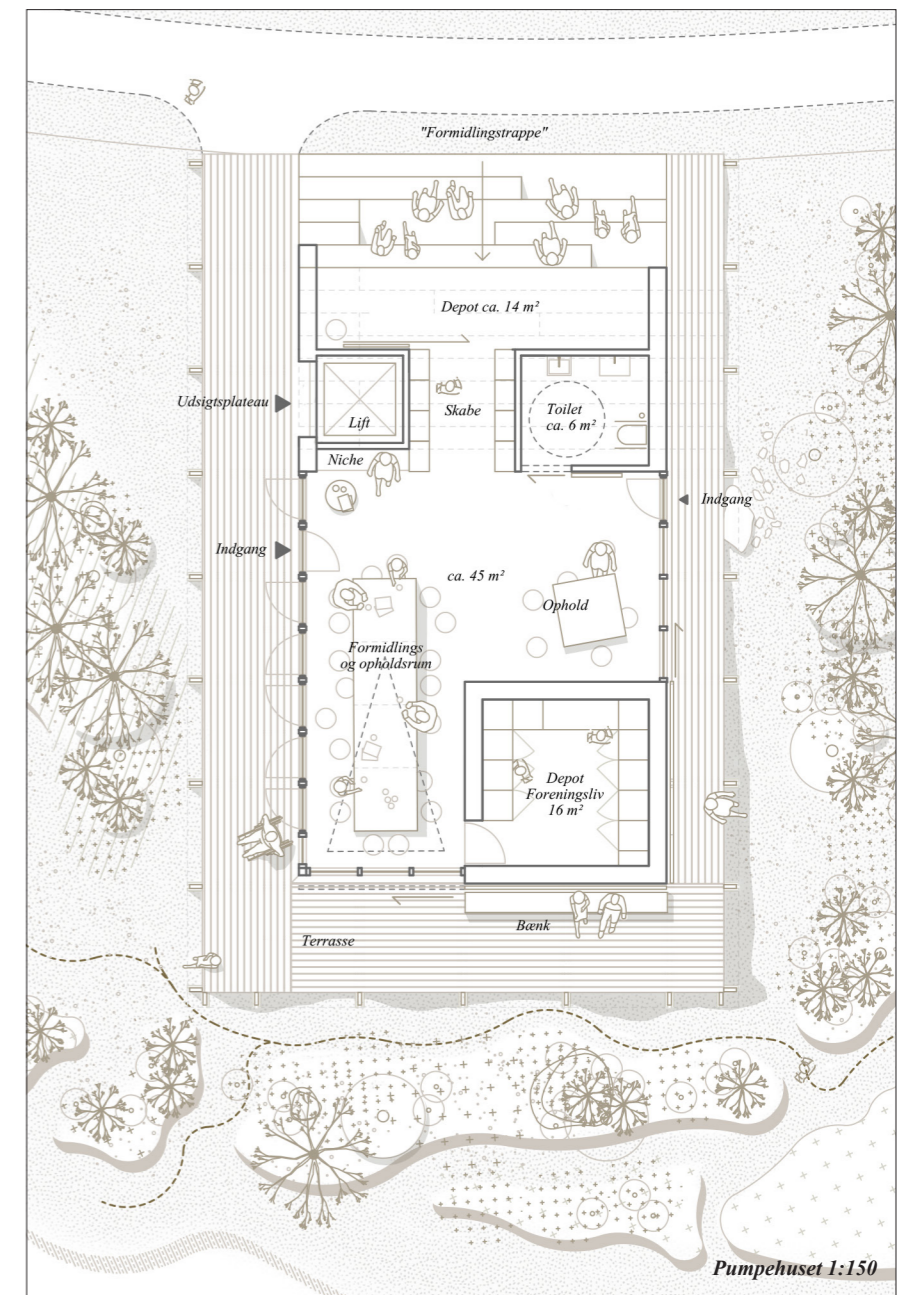 "Formidlingstrappe"
Depot ca. 14 m²
Udsigtsplateau
Lift
Skabe
Toilet
ca. 6 m²
Niche
Indgang
Indgang
ca. 45 m²
Ophold
Formidlings
og opholdsrum
Depot
Foreningsliv
16 m²
Bænk
Terrasse
Pumpehuset 1:150